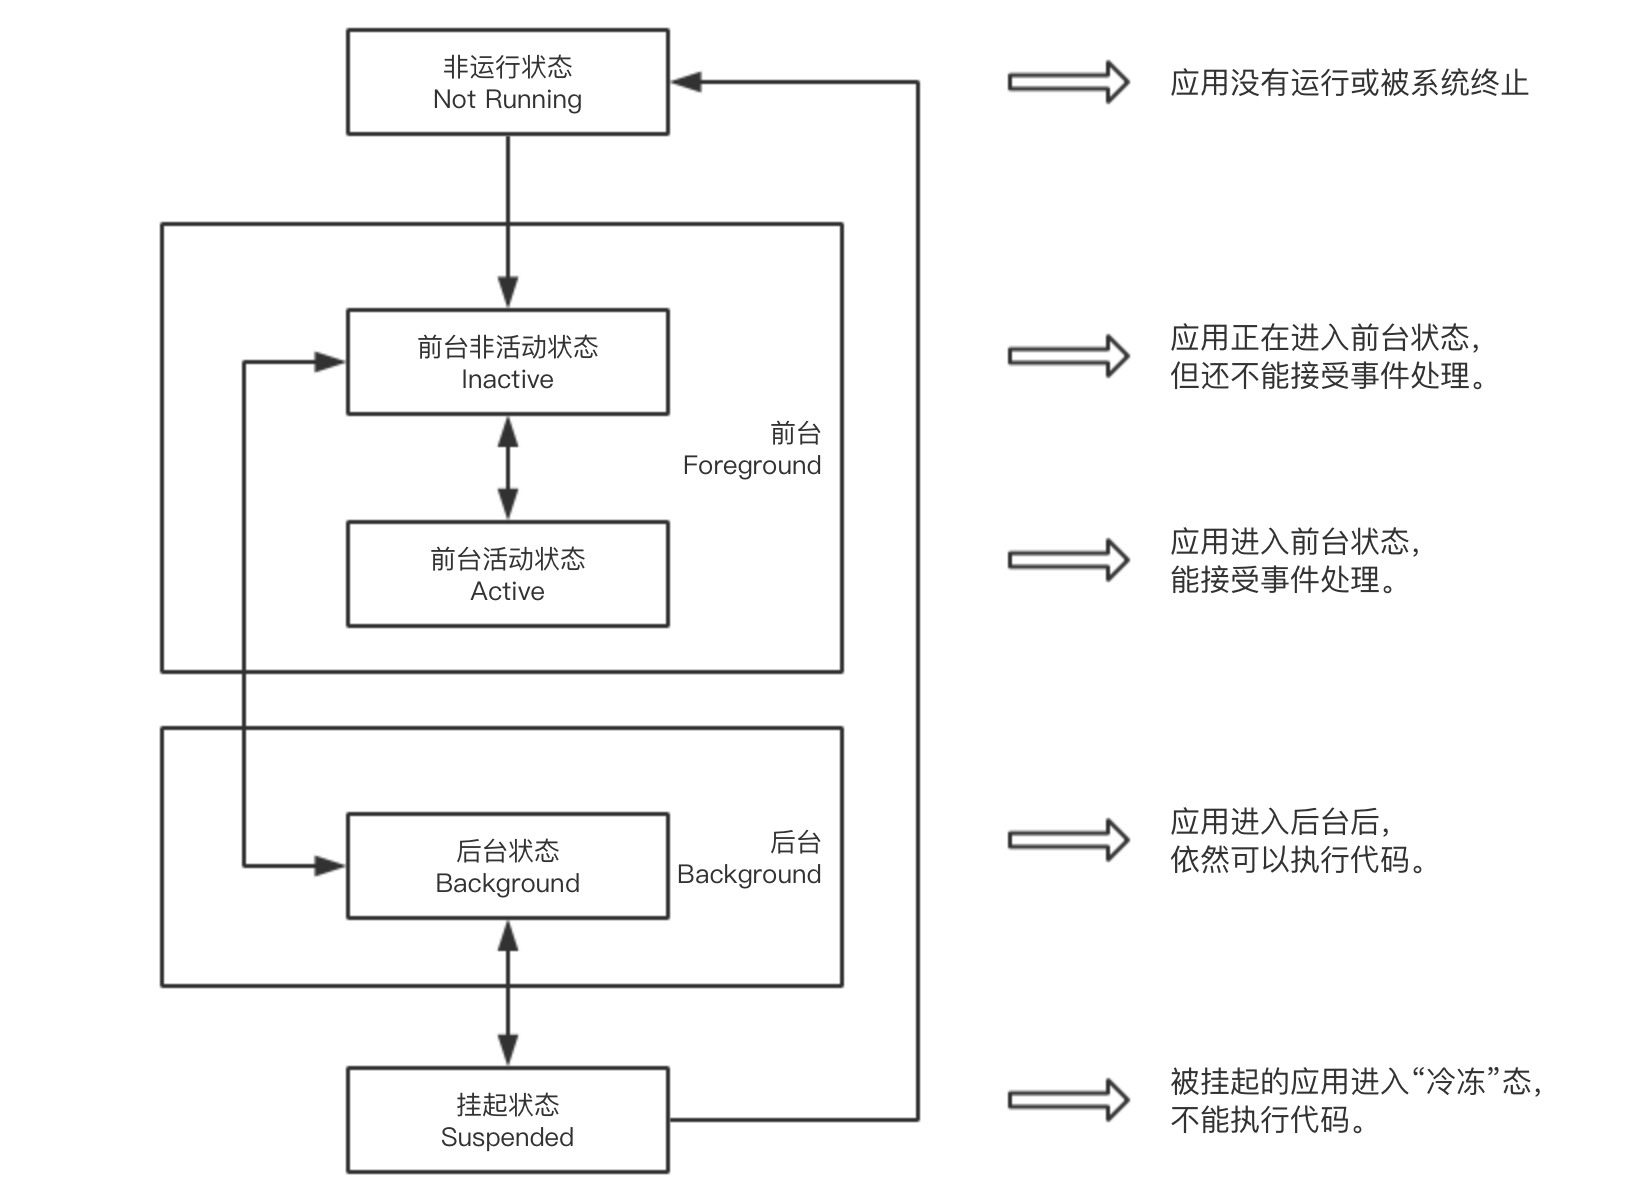 非运行状态
Not Running
应用没有运行或被系统终止
前台非活动状态
Inactive
应用正在进入前台状态，
但还不能接受事件处理。
前台
Foreground
前台活动状态
Active
应用进入前台状态，
能接受事件处理。
后台状态
Background
后台
Background
应用进入后台后，
依然可以执行代码。
挂起状态
Suspended
被挂起的应用进入“冷冻”态，
不能执行代码。